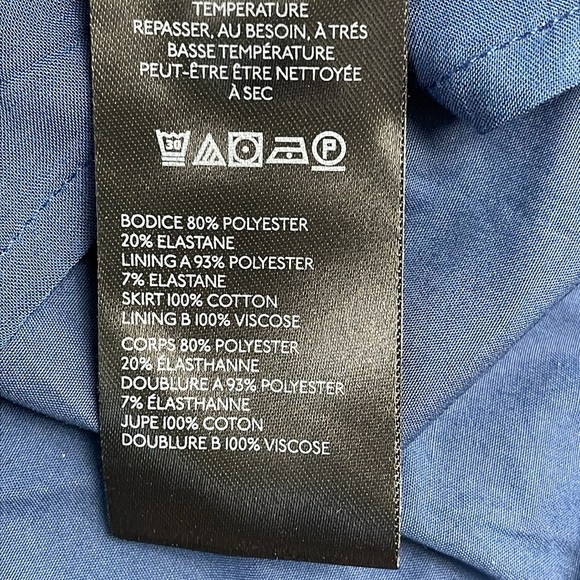 TEMPERATURE
REPASSER, AU BESOIN, À TRÉS
BASSE TEMPÉRATURE
PEUT-ÊTRE ÊTRE NETTOYÉE
À SEC
30 P
BODICE 80% POLYESTER
20% ELASTANE
LINING A 93% POLYESTER
7% ELASTANE
SKIRT 100% COTTON
LINING B 100% VISCOSE
CORPS 80% POLYESTER
20% ÉLASTHANNE
DOUBLURE A 93% POLYESTER
7% ÉLASTHANNE
JUPE 100% COTON
DOUBLURE B 100% VISCOSE